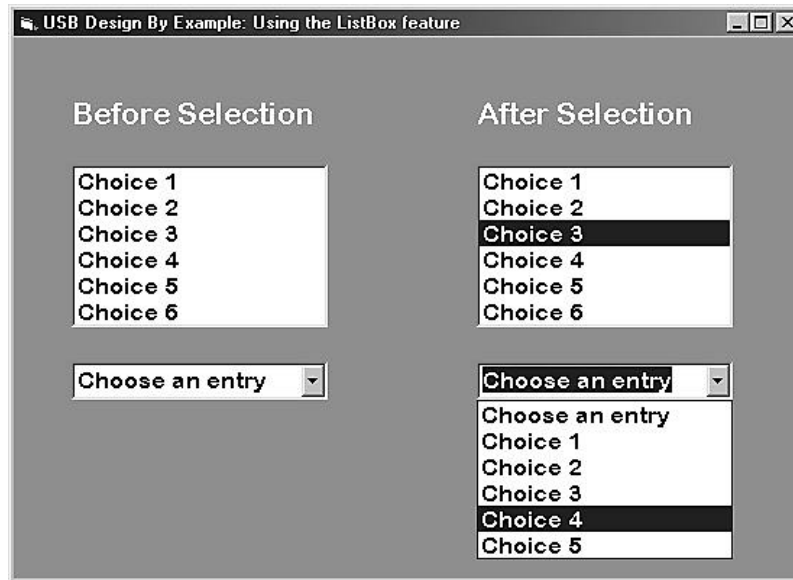 USB Design By Example: Using the ListBox feature
Before Selection
Choice 1
Choice 2
Choice 3
Choice 4
Choice 5
Choice 6
Choose an entry
After Selection
Choice 1
Choice 2
Choice 3
Choice 4
Choice 5
Choice 6
Choose an entry
Choose an entry
Choice 1
Choice 2
Choice 3
Choice 4
Choice 5